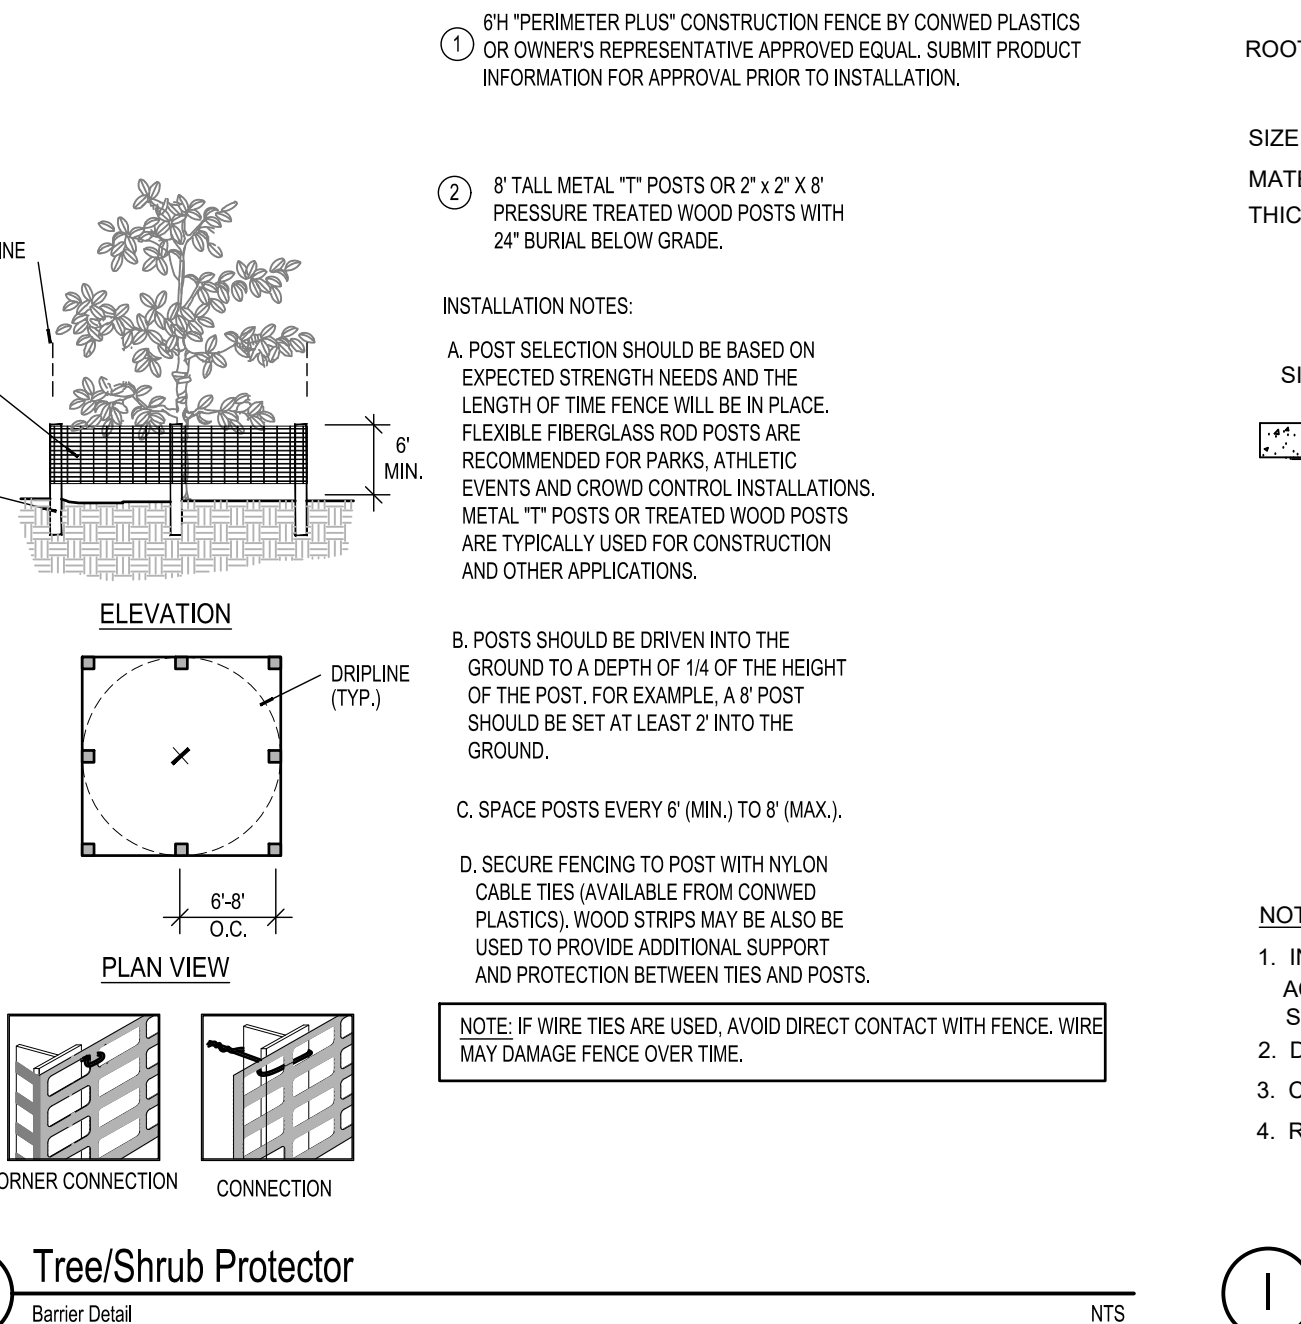 6'H "PERIMETER PLUS" CONSTRUCTION FENCE BY CONWED PLASTICS
1 OR OWNER'S REPRESENTATIVE APPROVED EQUAL. SUBMIT PRODUCT
INFORMATION FOR APPROVAL PRIOR TO INSTALLATION.
2 8' TALL METAL "T" POSTS OR 2" x 2" X 8'
PRESSURE TREATED WOOD POSTS WITH
24" BURIAL BELOW GRADE.
INSTALLATION NOTES:
A. POST SELECTION SHOULD BE BASED ON
EXPECTED STRENGTH NEEDS AND THE
LENGTH OF TIME FENCE WILL BE IN PLACE.
FLEXIBLE FIBERGLASS ROD POSTS ARE
RECOMMENDED FOR PARKS, ATHLETIC
EVENTS AND CROWD CONTROL INSTALLATIONS.
METAL "T" POSTS OR TREATED WOOD POSTS
ARE TYPICALLY USED FOR CONSTRUCTION
AND OTHER APPLICATIONS.
B. POSTS SHOULD BE DRIVEN INTO THE
GROUND TO A DEPTH OF 1/4 OF THE HEIGHT
OF THE POST. FOR EXAMPLE, A 8' POST
SHOULD BE SET AT LEAST 2' INTO THE
GROUND.
C. SPACE POSTS EVERY 6' (MIN.) TO 8' (MAX.).
D. SECURE FENCING TO POST WITH NYLON
CABLE TIES (AVAILABLE FROM CONWED
PLASTICS). WOOD STRIPS MAY BE ALSO BE
USED TO PROVIDE ADDITIONAL SUPPORT
AND PROTECTION BETWEEN TIES AND POSTS.
NOTE: IF WIRE TIES ARE USED, AVOID DIRECT CONTACT WITH FENCE. WIRE
MAY DAMAGE FENCE OVER TIME.
INE
6'
MIN.
ELEVATION
DRIPLINE
(TYP.)
6'-8'
O.C.
PLAN VIEW
ORNER CONNECTION
CONNECTION
Tree/Shrub Protector
Barrier Detail
NTS
ROOT
SIZE
MATE
THIC
SI
NOT
1. IN
AC
S
2. D
3. C
4. R
I